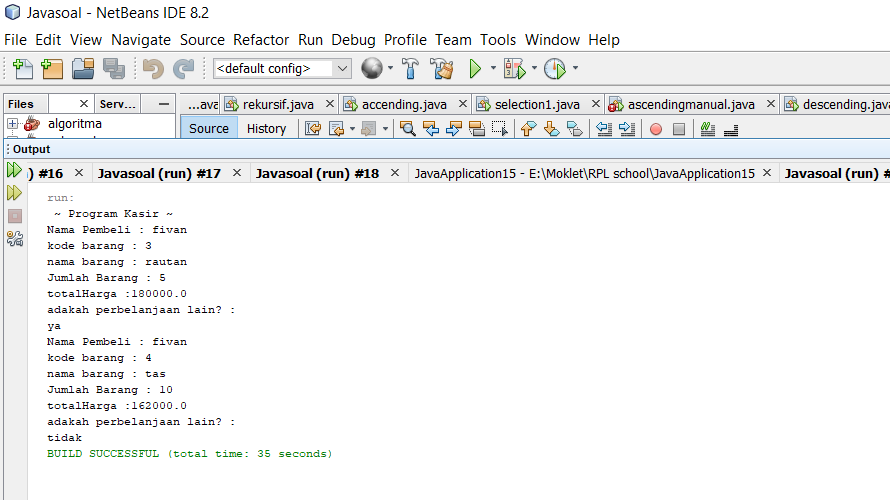 Javasoal - NetBeans IDE 8.2
File Edit View Navigate Source Refactor Run Debug Profile Team Tools Window Help
<default config>
Files Serv... ...ava rekursif.java accending.java selection1.java ascendingmanual.java descending.java
algoritma Source History
Output
) #16 Javasoal (run) #17 Javasoal (run) #18 JavaApplication15 - E:\Moklet\RPL school\JavaApplication15 Javasoal (run) #
run:
~ Program Kasir ~
Nama Pembeli : fivan
kode barang : 3
nama barang : rautan
Jumlah Barang : 5
totalHarga :180000.0
adakah perbelanjaan lain? :
ya
Nama Pembeli : fivan
kode barang : 4
nama barang : tas
Jumlah Barang : 10
totalHarga :162000.0
adakah perbelanjaan lain? :
tidak
BUILD SUCCESSFUL (total time: 35 seconds)